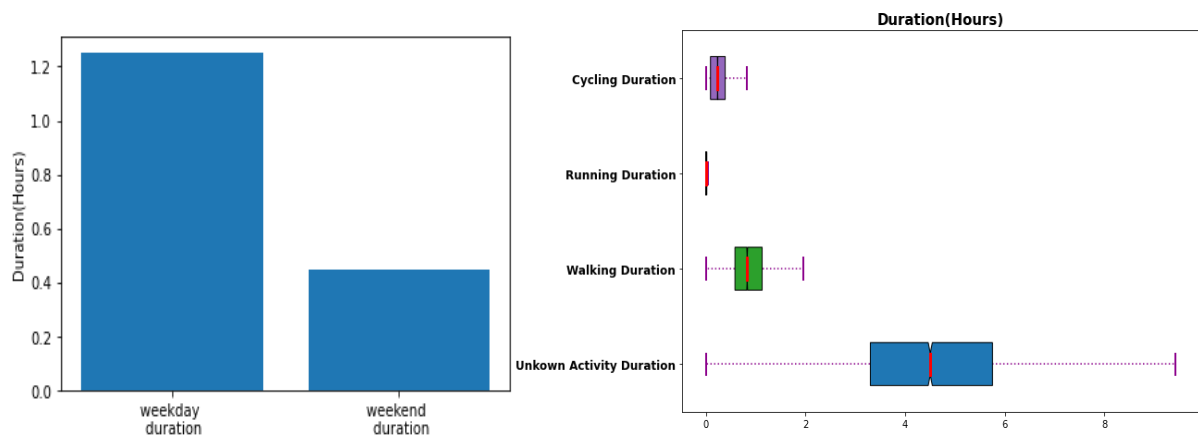 Duration(Hours)
1.2
1.0
0.8
0.6
0.4
0.2
0.0
weekday
duration
weekend
duration
Duration(Hours)
Cycling Duration
Running Duration
Walking Duration
Unkown Activity Duration
0 2 4 6 8